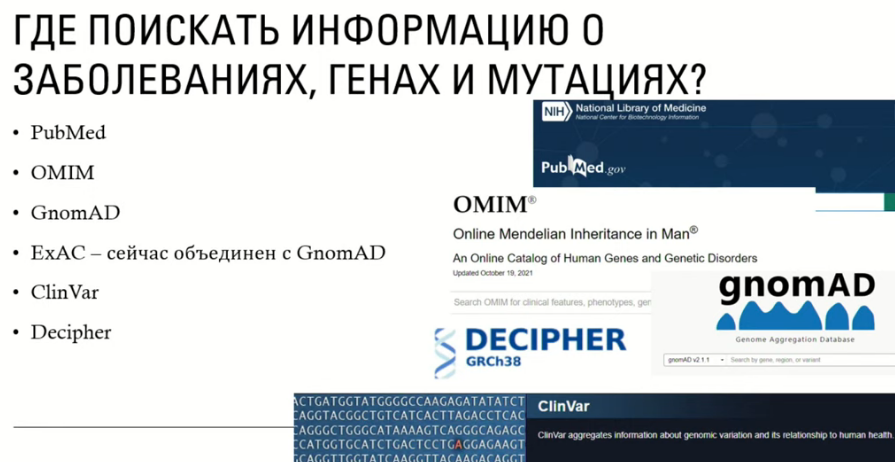 ГДЕ ПОИСКАТЬ ИНФОРМАЦИЮ О
ЗАБОЛЕВАНИЯХ, ГЕНАХ И МУТАЦИЯХ?
• PubMed
• OMIM
• GnomAD
• ExAC – сейчас объединен с GnomAD
• ClinVar
• Decipher
NIH National Library of Medicine
National Center for Biotechnology Information
PubMed.gov
OMIM®
Online Mendelian Inheritance in Man®
An Online Catalog of Human Genes and Genetic Disorders
Updated October 19, 2021
Search OMIM for clinical features, phenotypes, gen
gnomAD
Genome Aggregation Database
gnomAD v2.1.1 Search by gene, region, or variant
DECIPHER
GRCh38
ACTGATGGTATGGGGCCAAGAGATATATCT
CAGGTACGGCTGTCATCACTTAGACCTCAC
CAGGGCTGGGCATAAAAGTCAGGGCAGAGC
CCATGGTGCATCTGACTCCTGAGGAGAAGT
GCAGGTTGGTATCAAGGTTACAAGACAGGT
ClinVar
ClinVar aggregates information about genomic variation and its relationship to human health.